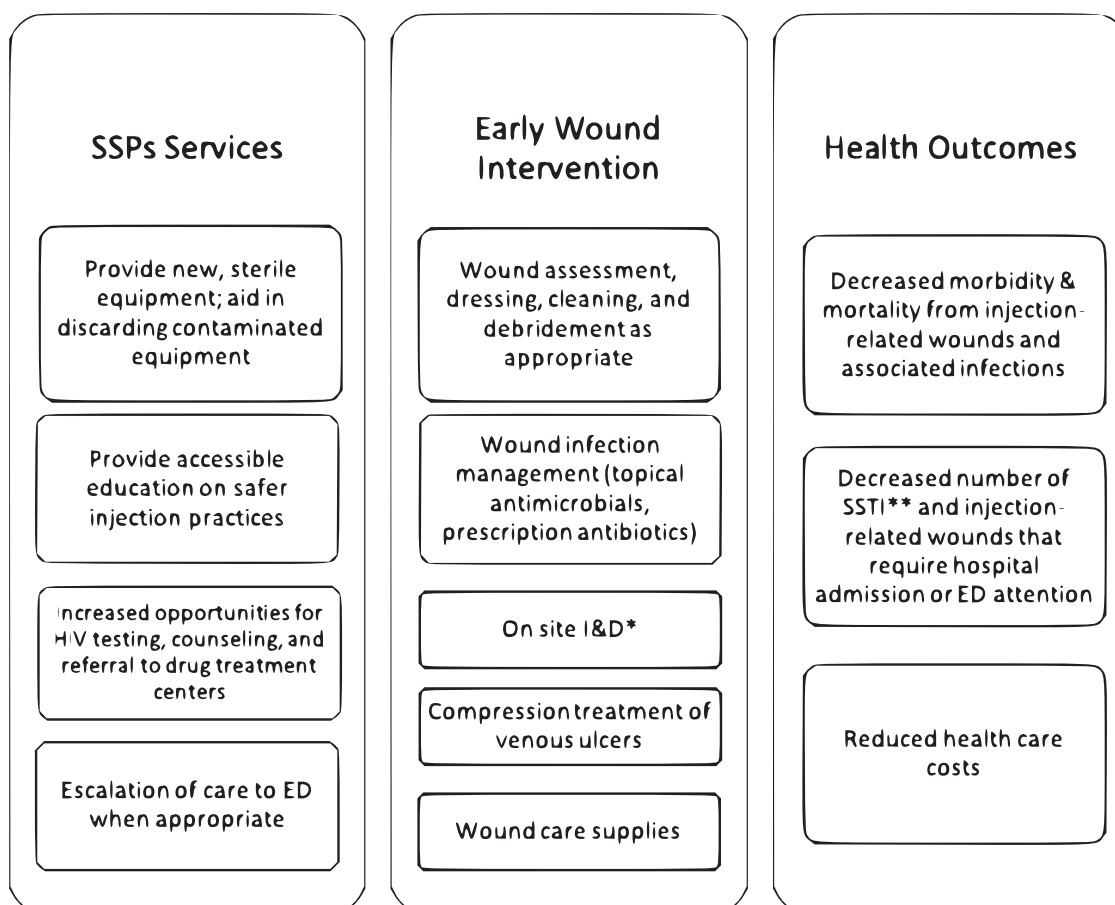 SSPs Services
Provide new, sterile
equipment; aid in
discarding contaminated
equipment
Provide accessible
education on safer
injection practices
Increased opportunities for
HIV testing, counseling, and
referral to drug treatment
centers
Escalation of care to ED
when appropriate
Early Wound
Intervention
Wound assessment,
dressing, cleaning, and
debridement as
appropriate
Wound infection
management (topical
antimicrobials,
prescription antibiotics)
On site I&D*
Compression treatment of
venous ulcers
Wound care supplies
Health Outcomes
Decreased morbidity &
mortality from injection-
related wounds and
associated infections
Decreased number of
SSTI** and injection-
related wounds that
require hospital
admission or ED attention
Reduced health care
costs